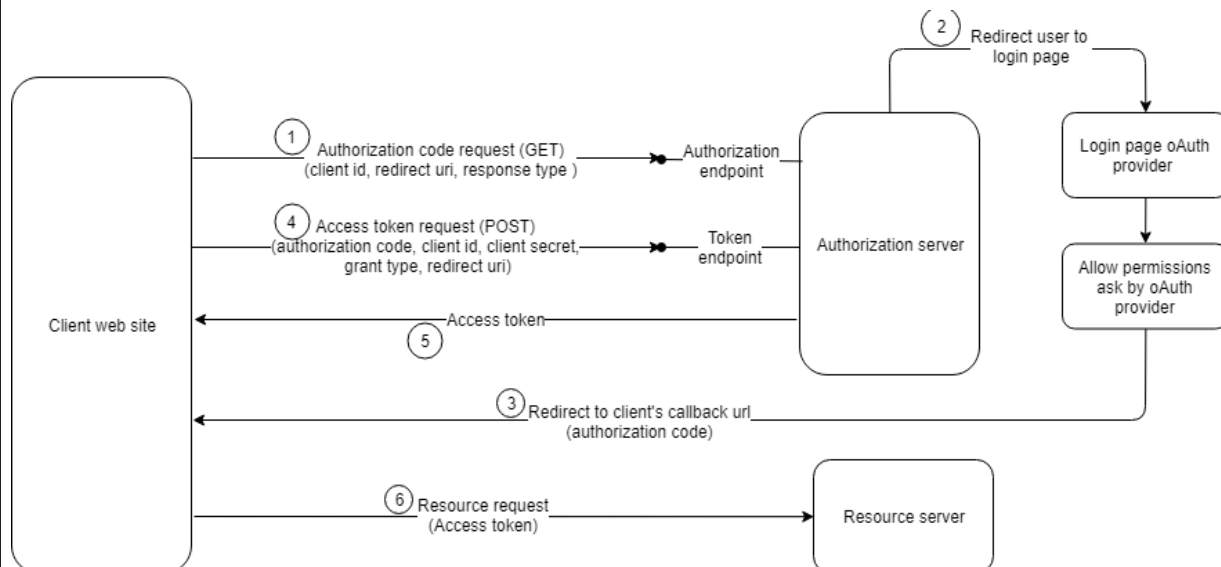 2
Redirect user to
login page
1
Authorization code request (GET)
(client id, redirect uri, response type )
Authorization
endpoint
Login page oAuth
provider
4
Access token request (POST)
(authorization code, client id, client secret,
grant type, redirect uri)
Token
endpoint
Authorization server
Allow permissions
ask by oAuth
provider
Client web site
Access token
5
3
Redirect to client's callback url
(authorization code)
6
Resource request
(Access token)
Resource server